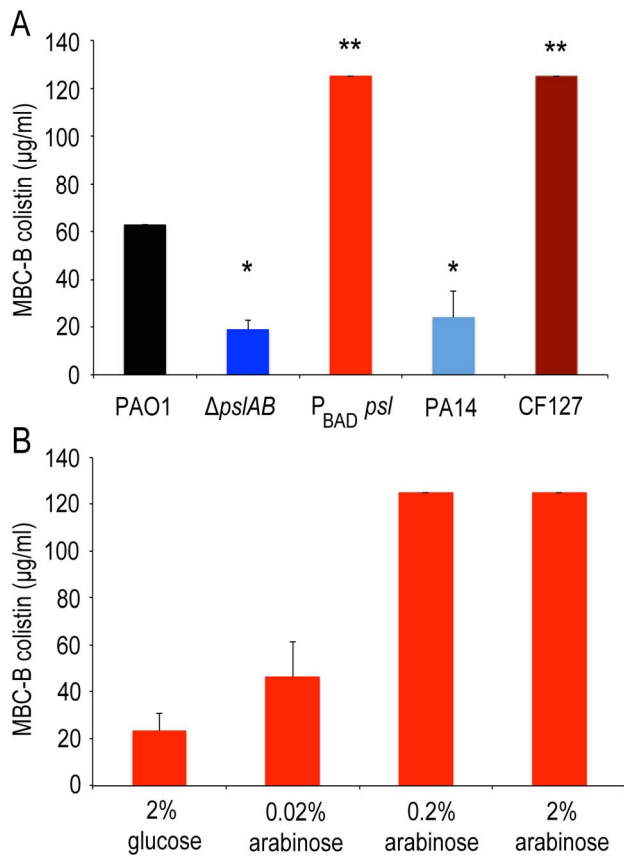 A
MBC-B colistin (µg/ml)
140
120
100
80
60
40
20
0
**
**
*
*
PAO1 ΔpslAB P_BAD psl PA14 CF127
B
MBC-B colistin (µg/ml)
140
120
100
80
60
40
20
0
2% 0.02% 0.2% 2%
glucose arabinose arabinose arabinose